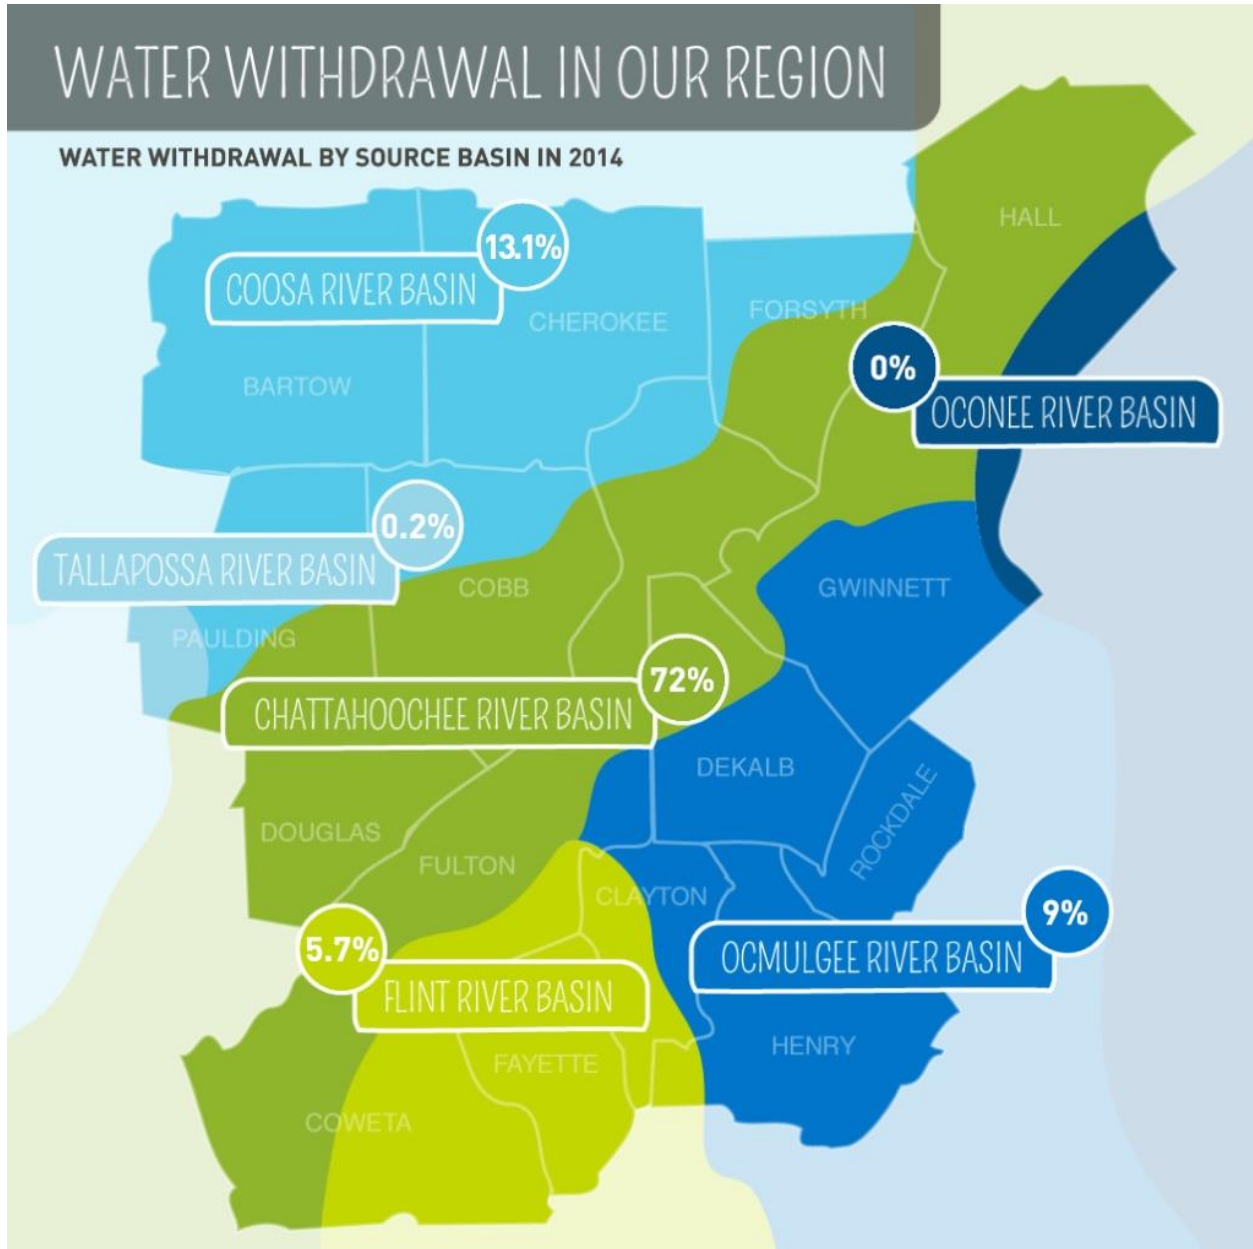 WATER WITHDRAWAL IN OUR REGION
WATER WITHDRAWAL BY SOURCE BASIN IN 2014
HALL
13.1%
COOSA RIVER BASIN
CHEROKEE
FORSYTH
BARTOW
0%
OCONEE RIVER BASIN
0.2%
TALLAPOSSA RIVER BASIN
COBB
GWINNETT
PAULDING
72%
CHATTAHOOCHEE RIVER BASIN
DEKALB
ROCKDALE
DOUGLAS
FULTON
CLAYTON
9%
OCMULGEE RIVER BASIN
5.7%
FLINT RIVER BASIN
HENRY
FAYETTE
COWETA